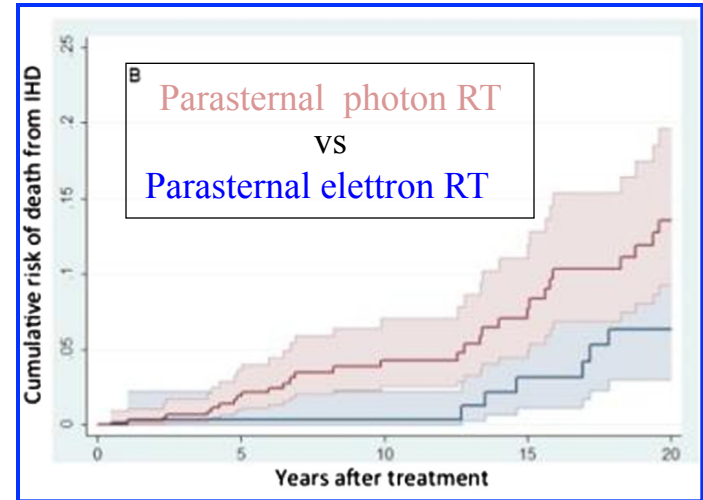 B
Parasternal photon RT
vs
Parasternal elettron RT
Cumulative risk of death from IHD
.25
.2
.15
.1
.05
0
0 5 10 15 20
Years after treatment